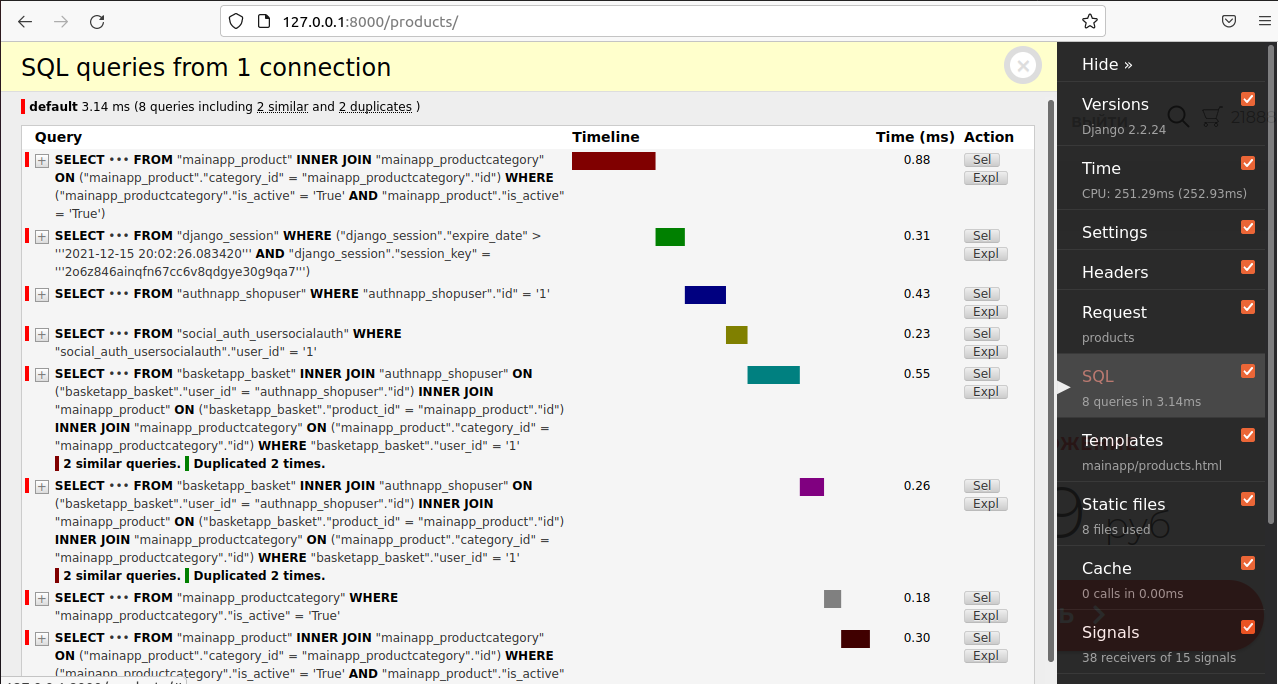 127.0.0.1:8000/products/
SQL queries from 1 connection
default 3.14 ms (8 queries including 2 similar and 2 duplicates )
Query Timeline Time (ms) Action
+ SELECT ••• FROM "mainapp_product" INNER JOIN "mainapp_productcategory" 0.88 Sel
ON ("mainapp_product"."category_id" = "mainapp_productcategory"."id") WHERE Expl
("mainapp_productcategory"."is_active" = 'True' AND "mainapp_product"."is_active"
= 'True')
+ SELECT ••• FROM "django_session" WHERE ("django_session"."expire_date" > 0.31 Sel
'''2021-12-15 20:02:26.083420''' AND "django_session"."session_key" = Expl
'''2o6z846ainqfn67cc6v8qdgye30g9qa7''')
+ SELECT ••• FROM "authnapp_shopuser" WHERE "authnapp_shopuser"."id" = '1' 0.43 Sel
Expl
+ SELECT ••• FROM "social_auth_usersocialauth" WHERE 0.23 Sel
"social_auth_usersocialauth"."user_id" = '1' Expl
+ SELECT ••• FROM "basketapp_basket" INNER JOIN "authnapp_shopuser" ON 0.55 Sel
("basketapp_basket"."user_id" = "authnapp_shopuser"."id") INNER JOIN Expl
"mainapp_product" ON ("basketapp_basket"."product_id" = "mainapp_product"."id")
INNER JOIN "mainapp_productcategory" ON ("mainapp_product"."category_id" =
"mainapp_productcategory"."id") WHERE "basketapp_basket"."user_id" = '1'
2 similar queries. Duplicated 2 times.
+ SELECT ••• FROM "basketapp_basket" INNER JOIN "authnapp_shopuser" ON 0.26 Sel
("basketapp_basket"."user_id" = "authnapp_shopuser"."id") INNER JOIN Expl
"mainapp_product" ON ("basketapp_basket"."product_id" = "mainapp_product"."id")
INNER JOIN "mainapp_productcategory" ON ("mainapp_product"."category_id" =
"mainapp_productcategory"."id") WHERE "basketapp_basket"."user_id" = '1'
2 similar queries. Duplicated 2 times.
+ SELECT ••• FROM "mainapp_productcategory" WHERE 0.18 Sel
"mainapp_productcategory"."is_active" = 'True' Expl
+ SELECT ••• FROM "mainapp_product" INNER JOIN "mainapp_productcategory" 0.30 Sel
ON ("mainapp_product"."category_id" = "mainapp_productcategory"."id") WHERE Expl
("mainapp_productcategory"."is_active" = 'True' AND "mainapp_product"."is_active"
Hide »
Versions
Django 2.2.24
выйти
Time
CPU: 251.29ms (252.93ms)
Settings
Headers
Request
products
SQL
8 queries in 3.14ms
Templates
mainapp/products.html
Static files
8 files used
руб
Cache
0 calls in 0.00ms
Signals
38 receivers of 15 signals